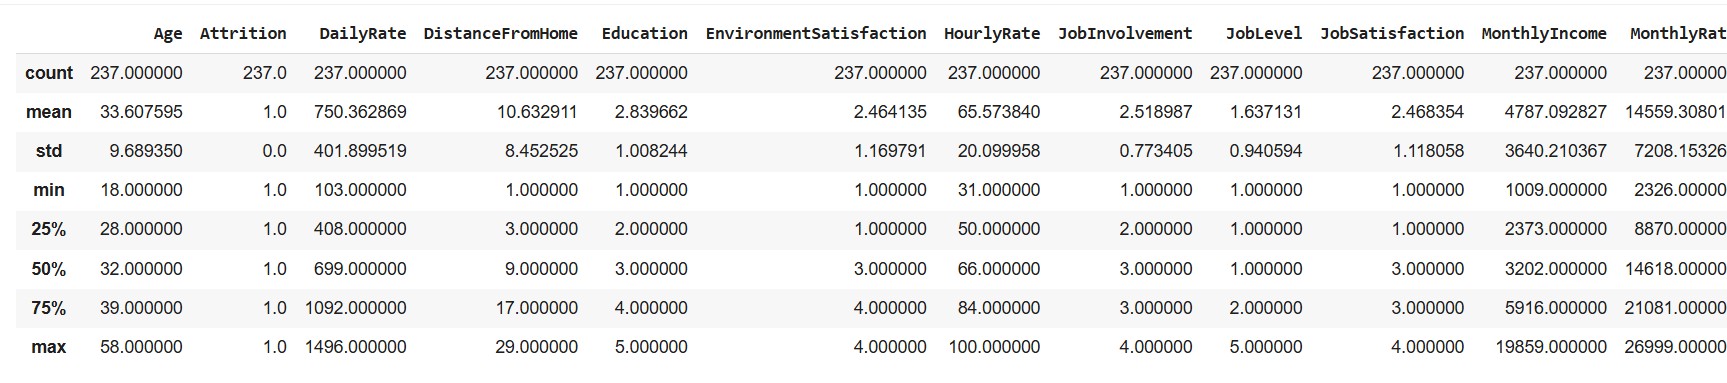 Age Attrition DailyRate DistanceFromHome Education EnvironmentSatisfaction HourlyRate JobInvolvement JobLevel JobSatisfaction MonthlyIncome MonthlyRat
count 237.000000 237.0 237.000000 237.000000 237.000000 237.000000 237.000000 237.000000 237.000000 237.000000 237.000000 237.00000
mean 33.607595 1.0 750.362869 10.632911 2.839662 2.464135 65.573840 2.518987 1.637131 2.468354 4787.092827 14559.30801
std 9.689350 0.0 401.899519 8.452525 1.008244 1.169791 20.099958 0.773405 0.940594 1.118058 3640.210367 7208.15326
min 18.000000 1.0 103.000000 1.000000 1.000000 1.000000 31.000000 1.000000 1.000000 1.000000 1009.000000 2326.00000
25% 28.000000 1.0 408.000000 3.000000 2.000000 1.000000 50.000000 2.000000 1.000000 1.000000 2373.000000 8870.00000
50% 32.000000 1.0 699.000000 9.000000 3.000000 3.000000 66.000000 3.000000 1.000000 3.000000 3202.000000 14618.00000
75% 39.000000 1.0 1092.000000 17.000000 4.000000 4.000000 84.000000 3.000000 2.000000 3.000000 5916.000000 21081.00000
max 58.000000 1.0 1496.000000 29.000000 5.000000 4.000000 100.000000 4.000000 5.000000 4.000000 19859.000000 26999.00000